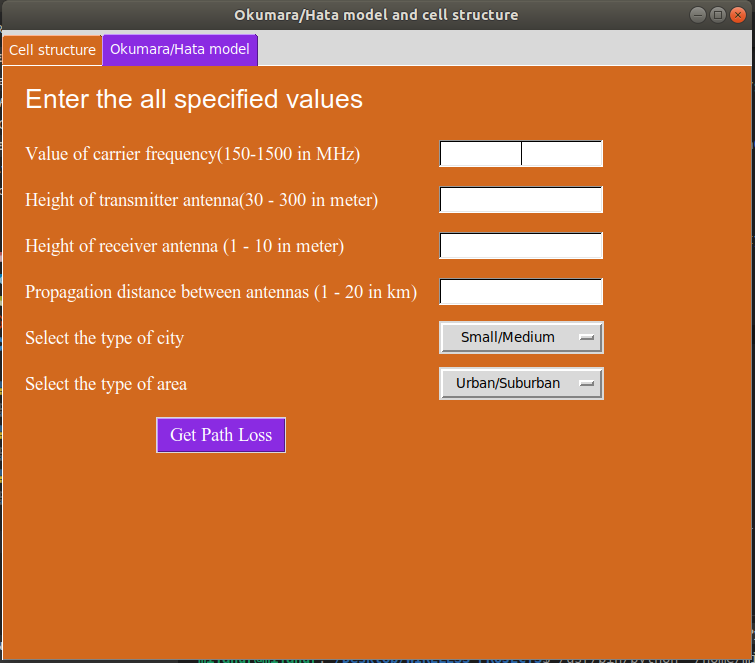 Okumara/Hata model and cell structure
Cell structure
Okumara/Hata model
Enter the all specified values
Value of carrier frequency(150-1500 in MHz)
Height of transmitter antenna(30 - 300 in meter)
Height of receiver antenna (1 - 10 in meter)
Propagation distance between antennas (1 - 20 in km)
Select the type of city
Small/Medium
Select the type of area
Urban/Suburban
Get Path Loss